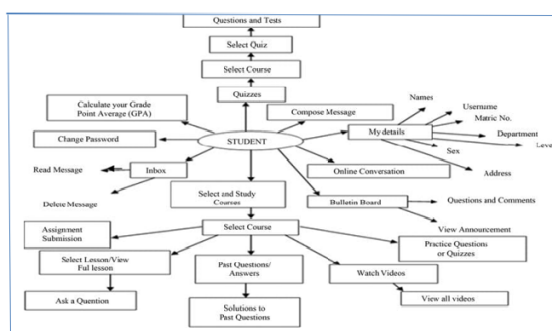 Questions and Tests
Select Quiz
Select Course
Quizzes
Calculate your Grade
Point Average (GPA)
Compose Message
Names
Username
Matric No.
Change Password
STUDENT
My details
Department
Level
Sex
Read Message
Inbox
Online Conversation
Address
Delese Message
Select and Study
Courses
Bulletin Board
Questions and Comments
View Announcement
Assignment
Submission
Select Course
Practice Questions
or Quizzes
Select Lesson/View
Ful lesson
Past Questions/
Answers
Watch Videos
Ask a Quention
Solutions to
Past Questions
View all videos